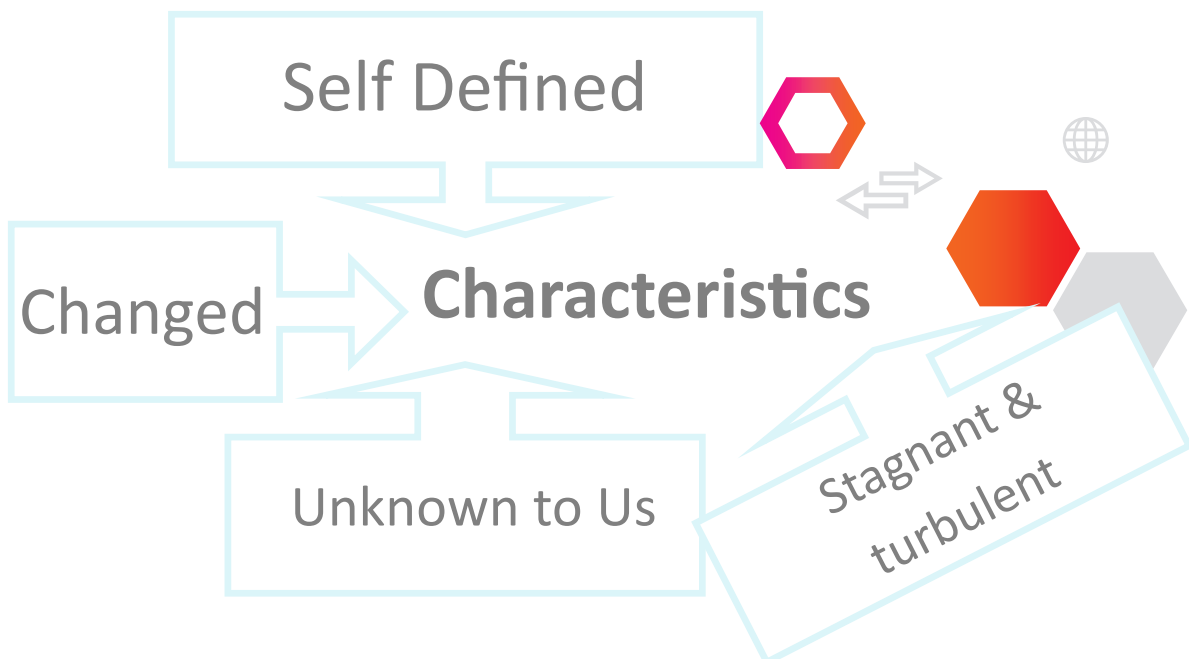 Self Defined
Characteristics
Changed
Unknown to Us
Stagnant &
turbulent